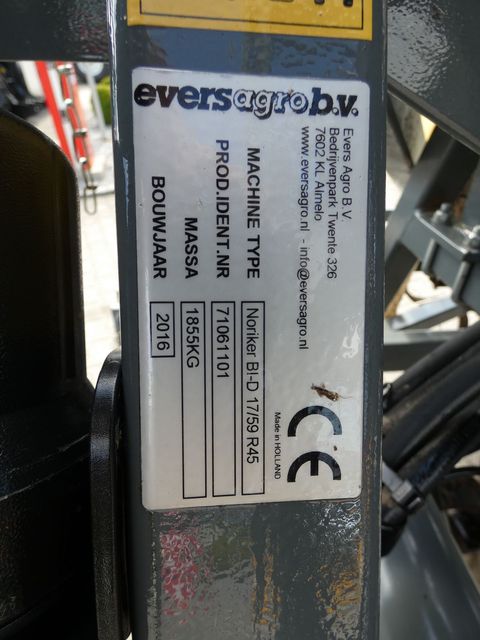 eversagro b.v.
Evers Agro B.V.
Bedrijvenpark Twente 326
7602 KL Almelo
www.eversagro.nl - info@eversagro.nl
MACHINE TYPE Noriker BI-D 17/59 R45
PROD.IDENT.NR 71061101
MASSA 1855KG
BOUWJAAR 2016
CE
Made in HOLLAND